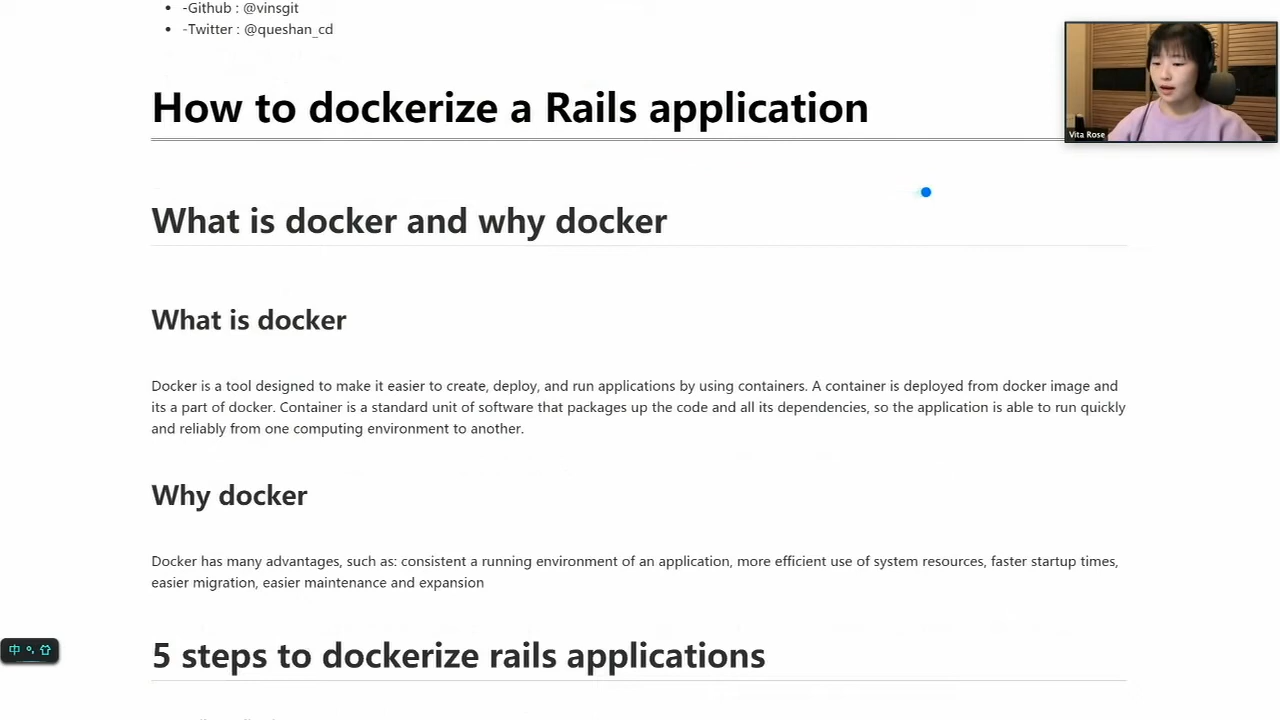 -Github : @vinsgit
-Twitter : @queshan_cd
How to dockerize a Rails application
Vita Rose
What is docker and why docker
What is docker
Docker is a tool designed to make it easier to create, deploy, and run applications by using containers. A container is deployed from docker image and
its a part of docker. Container is a standard unit of software that packages up the code and all its dependencies, so the application is able to run quickly
and reliably from one computing environment to another.
Why docker
Docker has many advantages, such as: consistent a running environment of an application, more efficient use of system resources, faster startup times,
easier migration, easier maintenance and expansion
中
5 steps to dockerize rails applications